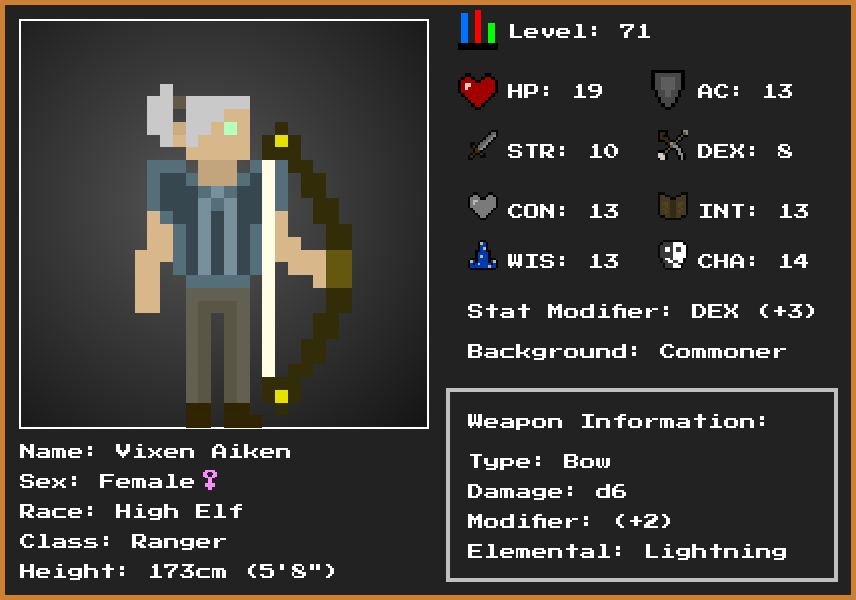 Level: 71
HP: 19 AC: 13
STR: 10 DEX: 8
CON: 13 INT: 13
WIS: 13 CHA: 14
Stat Modifier: DEX (+3)
Background: Commoner
Name: Vixen Aiken
Sex: Female♀
Race: High Elf
Class: Ranger
Height: 173cm (5'8")
Weapon Information:
Type: Bow
Damage: d6
Modifier: (+2)
Elemental: Lightning